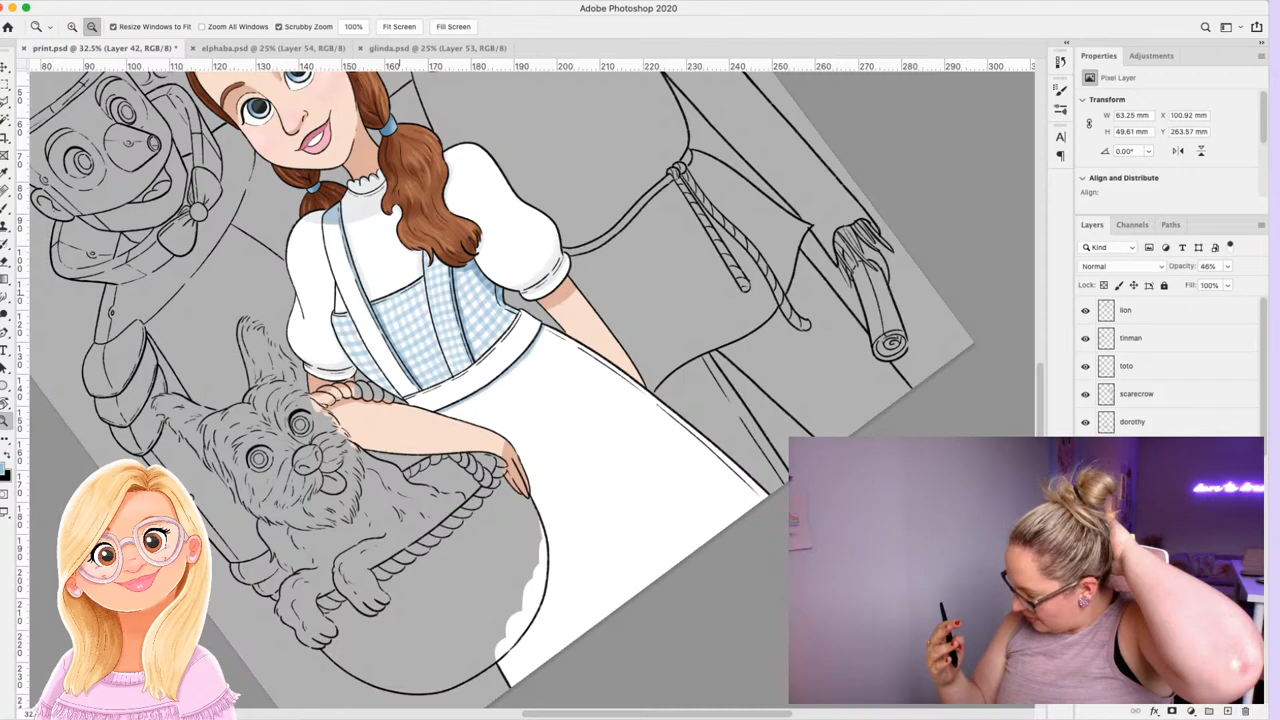 Adobe Photoshop 2020
Resize Windows to Fit Zoom All Windows Scrubby Zoom 100% Fit Screen Fill Screen
print.psd @ 32.5% (Layer 42, RGB/8) * elphaba.psd @ 25% (Layer 54, RGB/8) glinda.psd @ 25% (Layer 53, RGB/8)
80 90 100 110 120 130 140 150 160 170 180 190 200 210 220 230 240 250 260 270 280 290 300
Properties Adjustments
Pixel Layer
Transform
W 63.25 mm X 100.92 mm
H 49.61 mm Y 263.57 mm
0.00°
Align and Distribute
Align:
Layers Channels Paths
Kind
Normal Opacity: 46%
Lock: Fill: 100%
lion
tinman
toto
scarecrow
dorothy